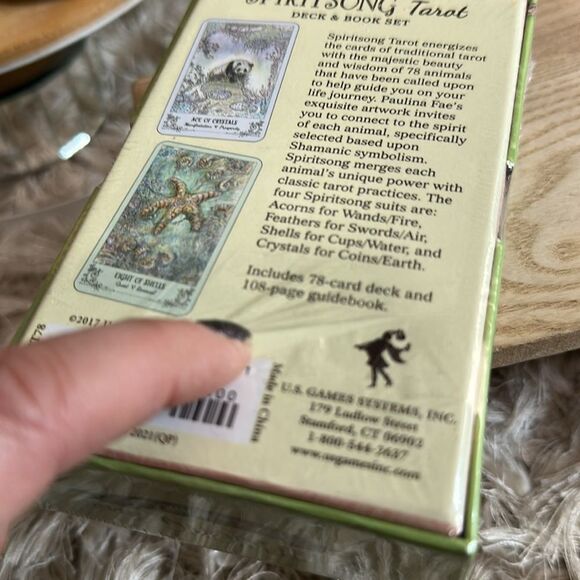 SPIRITSONG Tarot
DECK & BOOK SET
Spiritsong Tarot energizes
the cards of traditional tarot
with the majestic beauty
and wisdom of 78 animals
that have been called upon
to help guide you on your
life journey. Paulina Fae's
exquisite artwork invites
you to connect to the spirit
of each animal, specifically
selected based upon
Shamanic symbolism.
Spiritsong merges each
animal's unique power with
classic tarot practices. The
four Spiritsong suits are:
Acorns for Wands/Fire,
Feathers for Swords/Air,
Shells for Cups/Water, and
Crystals for Coins/Earth.
Includes 78-card deck and
108-page guidebook.
ACE OF CRYSTALS
Manifestation & Prosperity
EIGHT OF SHELLS
©2017
U.S. GAMES SYSTEMS, INC.
179 Ludlow Street
Stamford, CT 06902
1-800-544-2637
www.usgamesinc.com
Made in China
2021(QP)